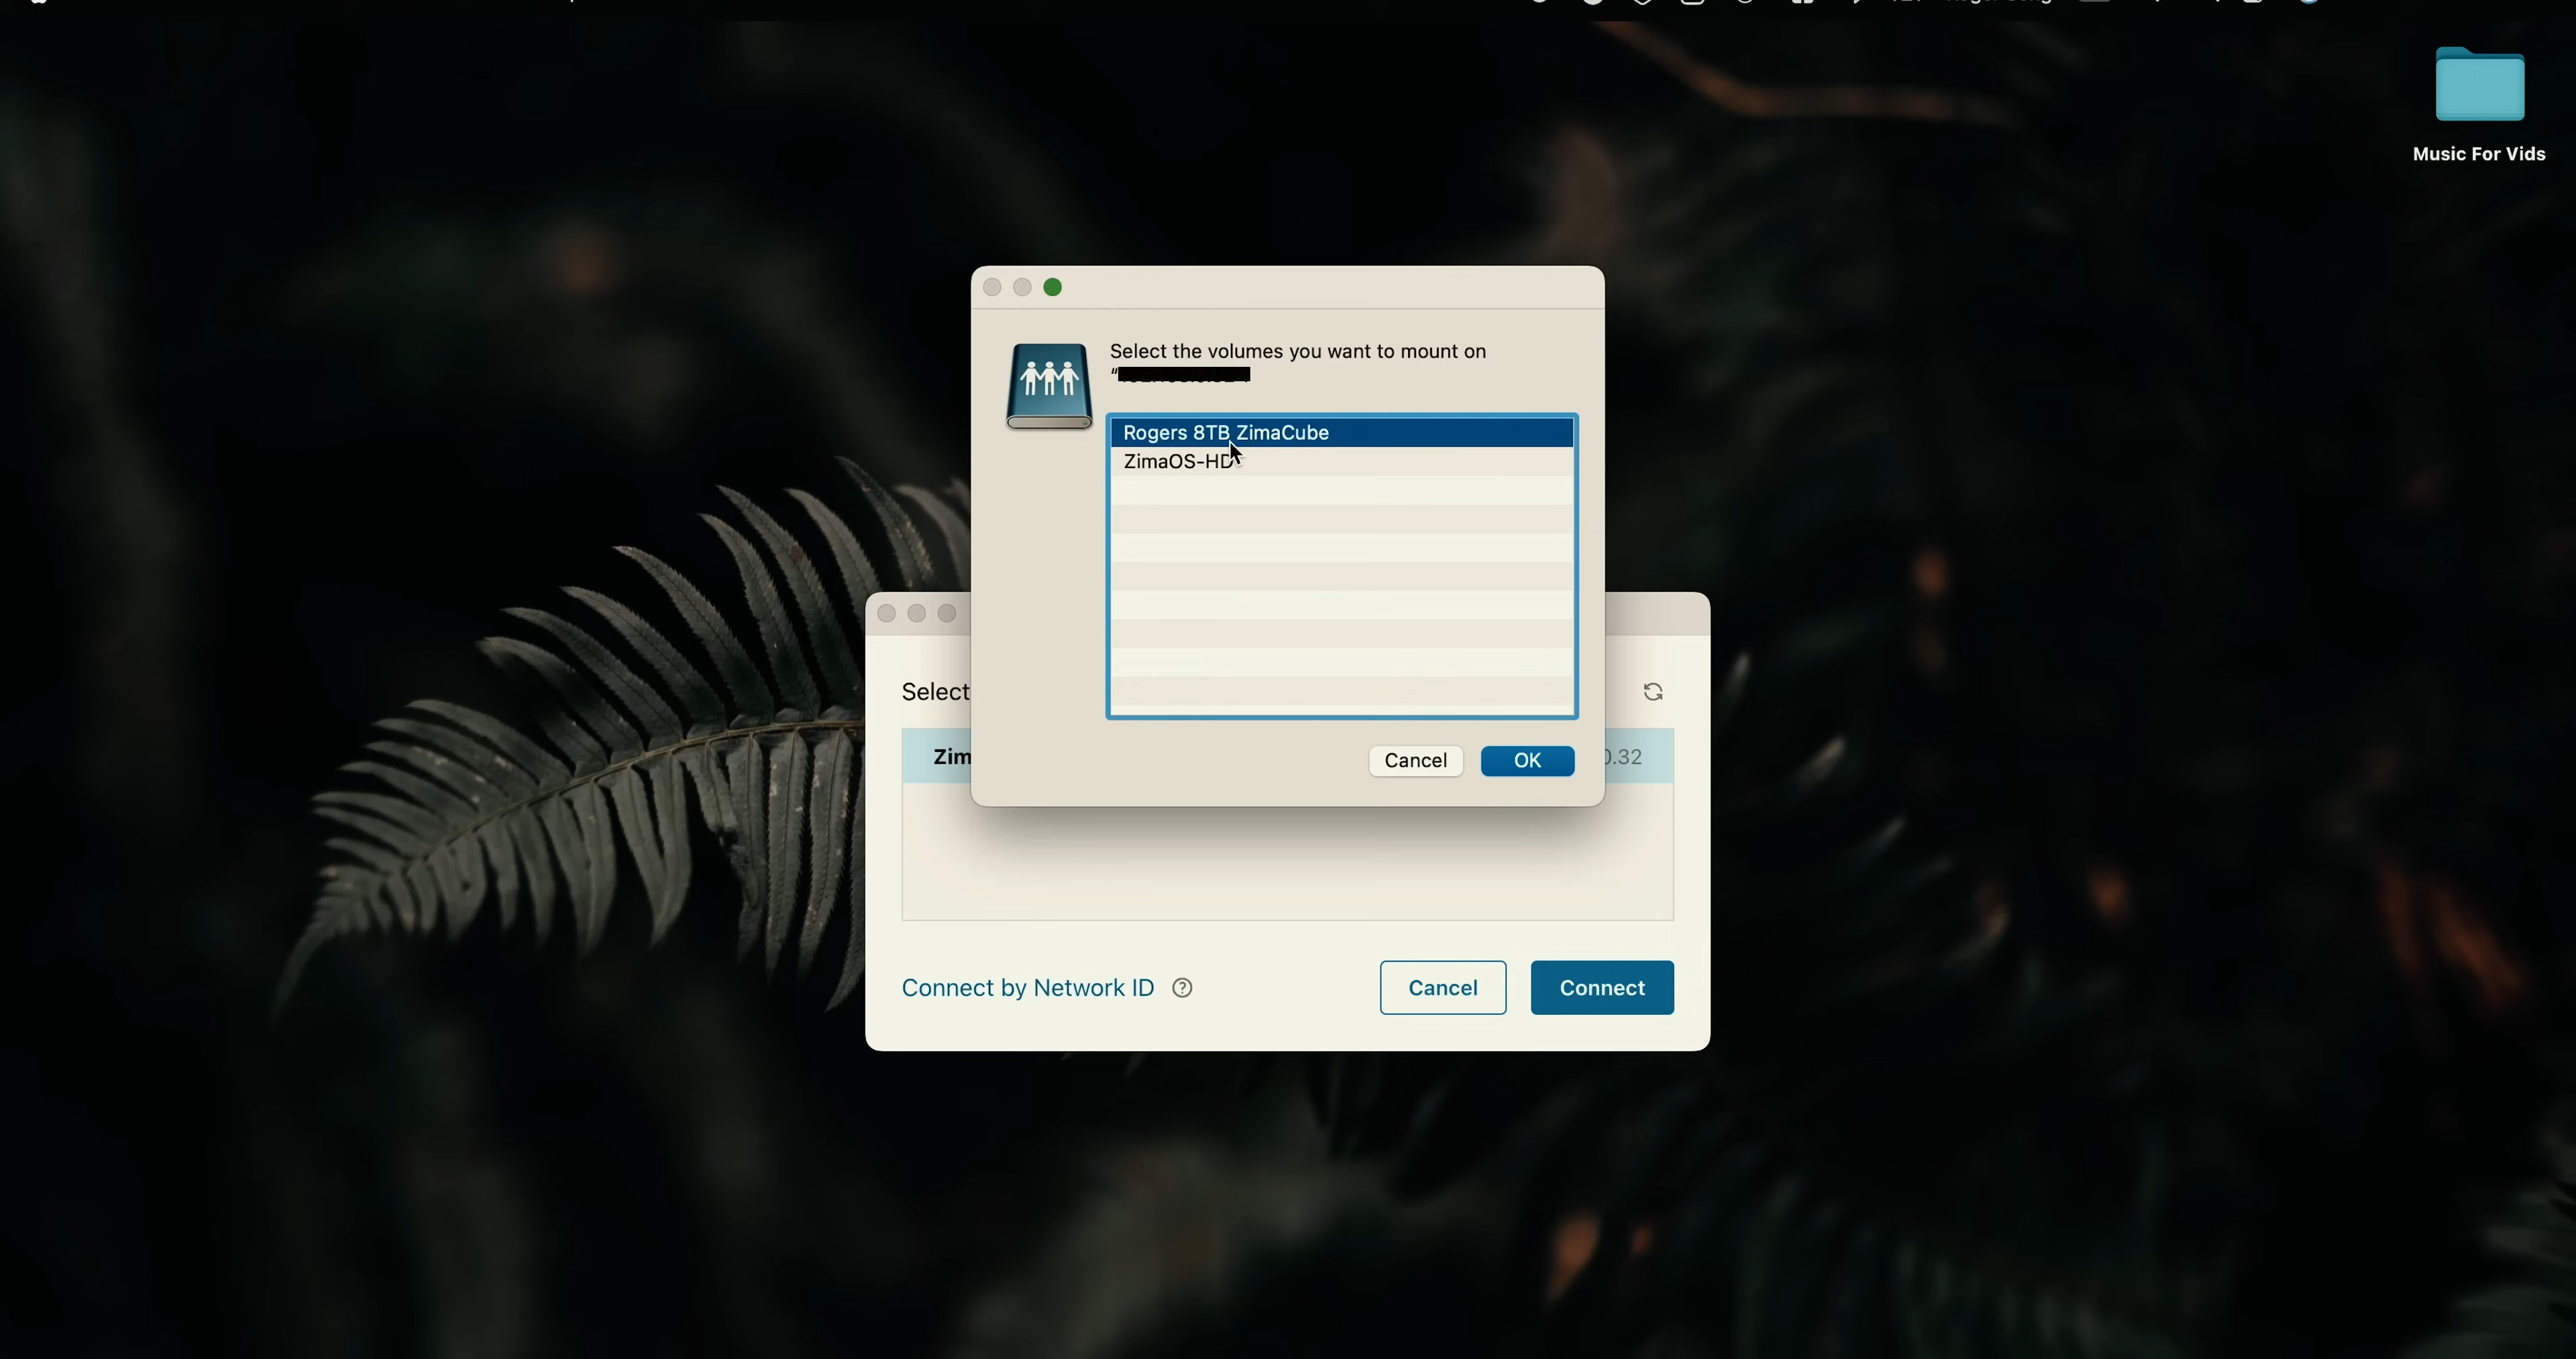 Music For Vids
Select the volumes you want to mount on
“
Rogers 8TB ZimaCube
ZimaOS-HD
Cancel
OK
Select
Zim
0.32
Connect by Network ID
Cancel
Connect